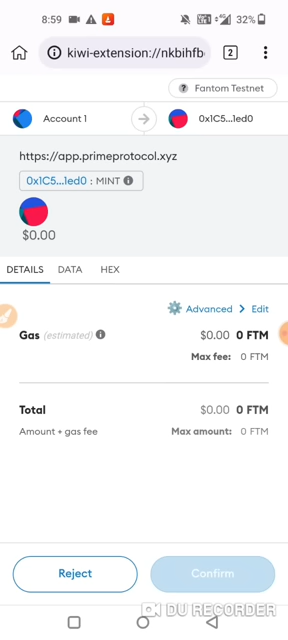 8:59 32%
kiwi-extension://nkbihfb 2
? Fantom Testnet
Account 1 0x1C5...1ed0
https://app.primeprotocol.xyz
0x1C5...1ed0 : MINT
$0.00
DETAILS DATA HEX
Advanced > Edit
Gas (estimated) $0.00 0 FTM
Max fee: 0 FTM
Total $0.00 0 FTM
Amount + gas fee Max amount: 0 FTM
Reject Confirm
DU RECORDER